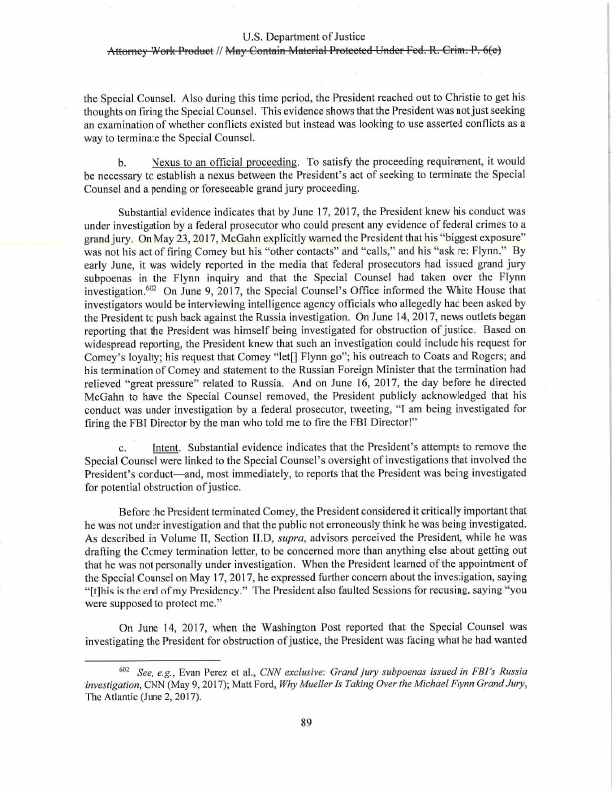 U.S. Department of Justice
Attorney Work Product // May Contain Material Protected Under Fed. R. Crim. P. 6(e)
the Special Counsel. Also during this time period, the President reached out to Christie to get his
thoughts on firing the Special Counsel. This evidence shows that the President was not just seeking
an examination of whether conflicts existed but instead was looking to use asserted conflicts as a
way to terminate the Special Counsel.
b. Nexus to an official proceeding. To satisfy the proceeding requirement, it would
be necessary to establish a nexus between the President's act of seeking to terminate the Special
Counsel and a pending or foreseeable grand jury proceeding.
Substantial evidence indicates that by June 17, 2017, the President knew his conduct was
under investigation by a federal prosecutor who could present any evidence of federal crimes to a
grand jury. On May 23, 2017, McGahn explicitly warned the President that his "biggest exposure"
was not his act of firing Comey but his "other contacts" and "calls," and his "ask re: Flynn." By
early June, it was widely reported in the media that federal prosecutors had issued grand jury
subpoenas in the Flynn inquiry and that the Special Counsel had taken over the Flynn
investigation.602 On June 9, 2017, the Special Counsel's Office informed the White House that
investigators would be interviewing intelligence agency officials who allegedly had been asked by
the President to push back against the Russia investigation. On June 14, 2017, news outlets began
reporting that the President was himself being investigated for obstruction of justice. Based on
widespread reporting, the President knew that such an investigation could include his request for
Comey's loyalty; his request that Comey "let[] Flynn go"; his outreach to Coats and Rogers; and
his termination of Comey and statement to the Russian Foreign Minister that the termination had
relieved "great pressure" related to Russia. And on June 16, 2017, the day before he directed
McGahn to have the Special Counsel removed, the President publicly acknowledged that his
conduct was under investigation by a federal prosecutor, tweeting, "I am being investigated for
firing the FBI Director by the man who told me to fire the FBI Director!"
c. Intent. Substantial evidence indicates that the President's attempts to remove the
Special Counsel were linked to the Special Counsel's oversight of investigations that involved the
President's conduct—and, most immediately, to reports that the President was being investigated
for potential obstruction of justice.
Before the President terminated Comey, the President considered it critically important that
he was not under investigation and that the public not erroneously think he was being investigated.
As described in Volume II, Section II.D, supra, advisors perceived the President, while he was
drafting the Comey termination letter, to be concerned more than anything else about getting out
that he was not personally under investigation. When the President learned of the appointment of
the Special Counsel on May 17, 2017, he expressed further concern about the investigation, saying
"[t]his is the end of my Presidency." The President also faulted Sessions for recusing, saying "you
were supposed to protect me."
On June 14, 2017, when the Washington Post reported that the Special Counsel was
investigating the President for obstruction of justice, the President was facing what he had wanted
602 See, e.g., Evan Perez et al., CNN exclusive: Grand jury subpoenas issued in FBI's Russia
investigation, CNN (May 9, 2017); Matt Ford, Why Mueller Is Taking Over the Michael Flynn Grand Jury,
The Atlantic (June 2, 2017).
89